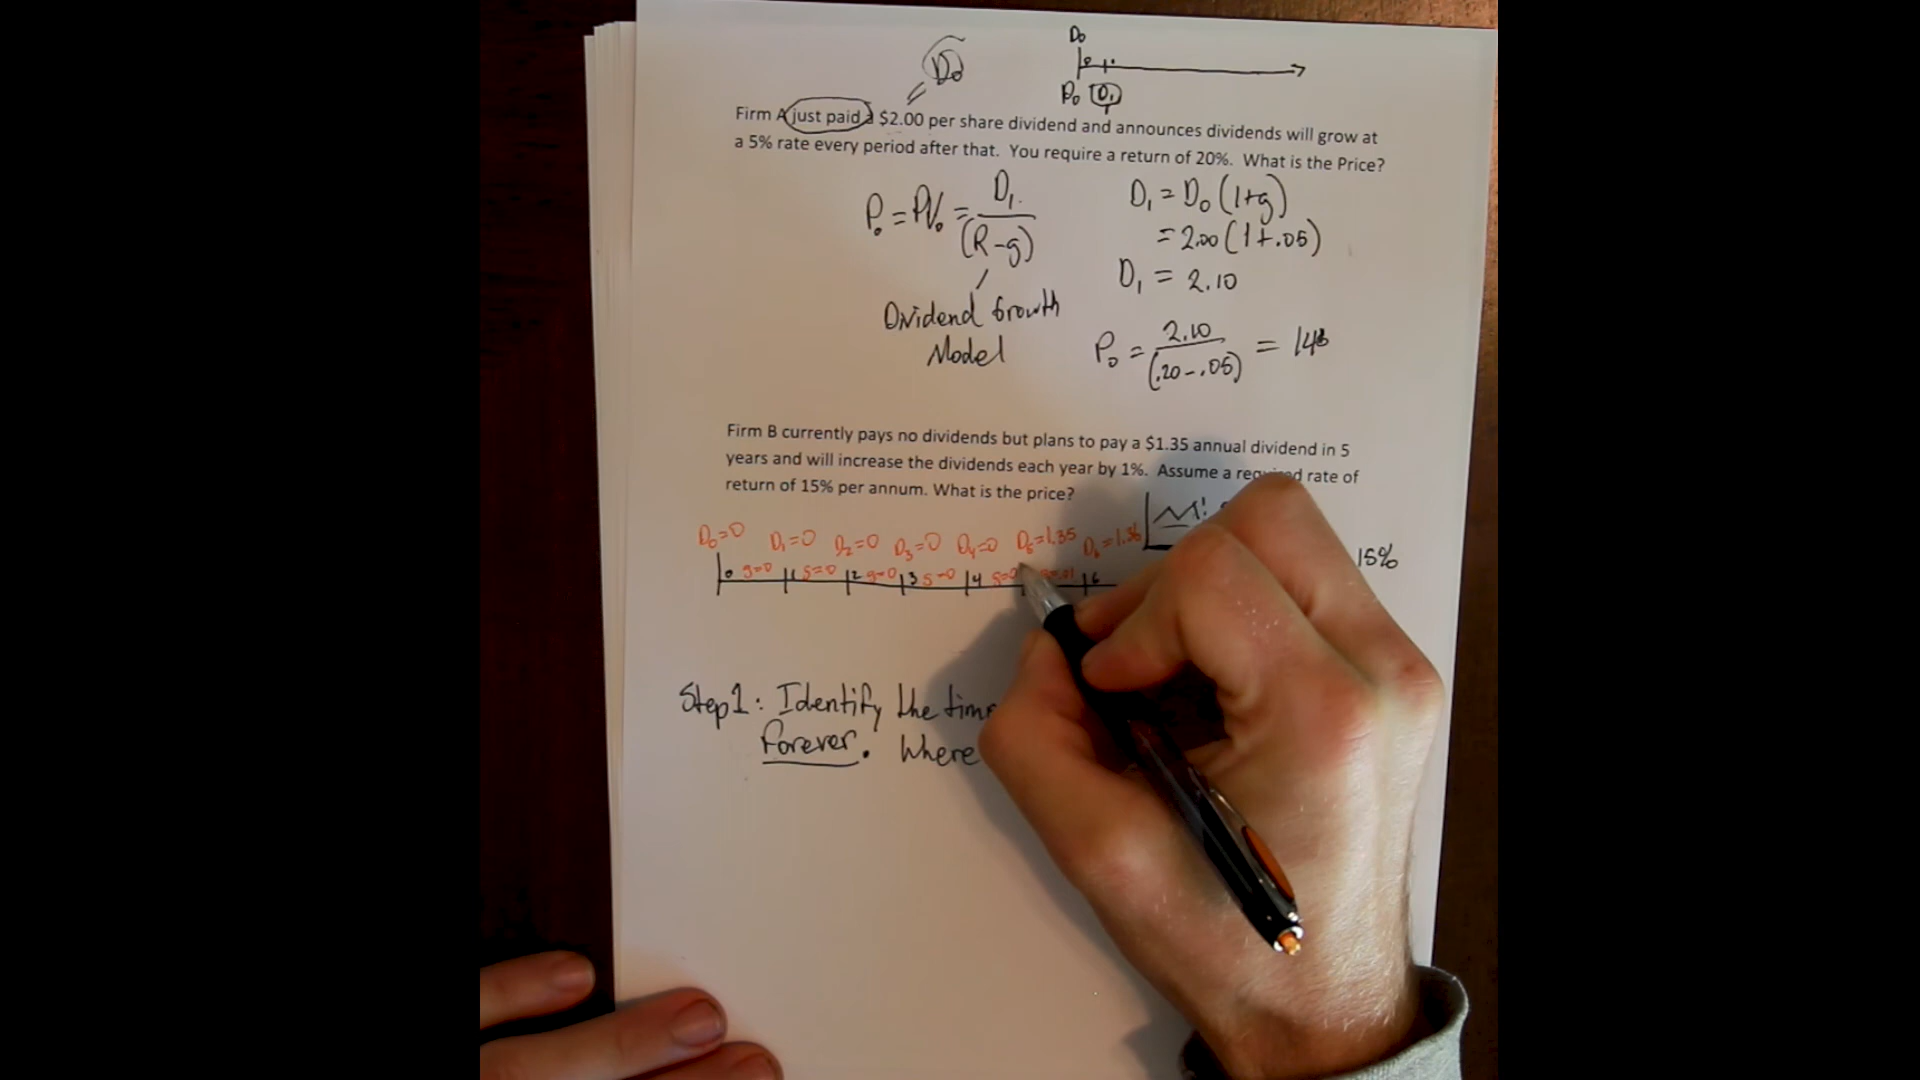 D₀
D₀
P₀ D₁
Firm A just paid a $2.00 per share dividend and announces dividends will grow at
a 5% rate every period after that. You require a return of 20%. What is the Price?
P₀ = PV₀ = D₁ / (R-g)
D₁ = D₀ (1+g)
= 2.00 (1+.05)
D₁ = 2.10
Dividend Growth
Model
P₀ = 2.10 / (.20-.05) = 14
Firm B currently pays no dividends but plans to pay a $1.35 annual dividend in 5
years and will increase the dividends each year by 1%. Assume a required rate of
return of 15% per annum. What is the price?
D₀=0 D₁=0 D₂=0 D₃=0 D₄=0 D₅=1.35 D₆=1.36
15%
0 g=0 1 g=0 2 g=0 3 g=0 4 6
Step 1: Identify the time
forever. Where